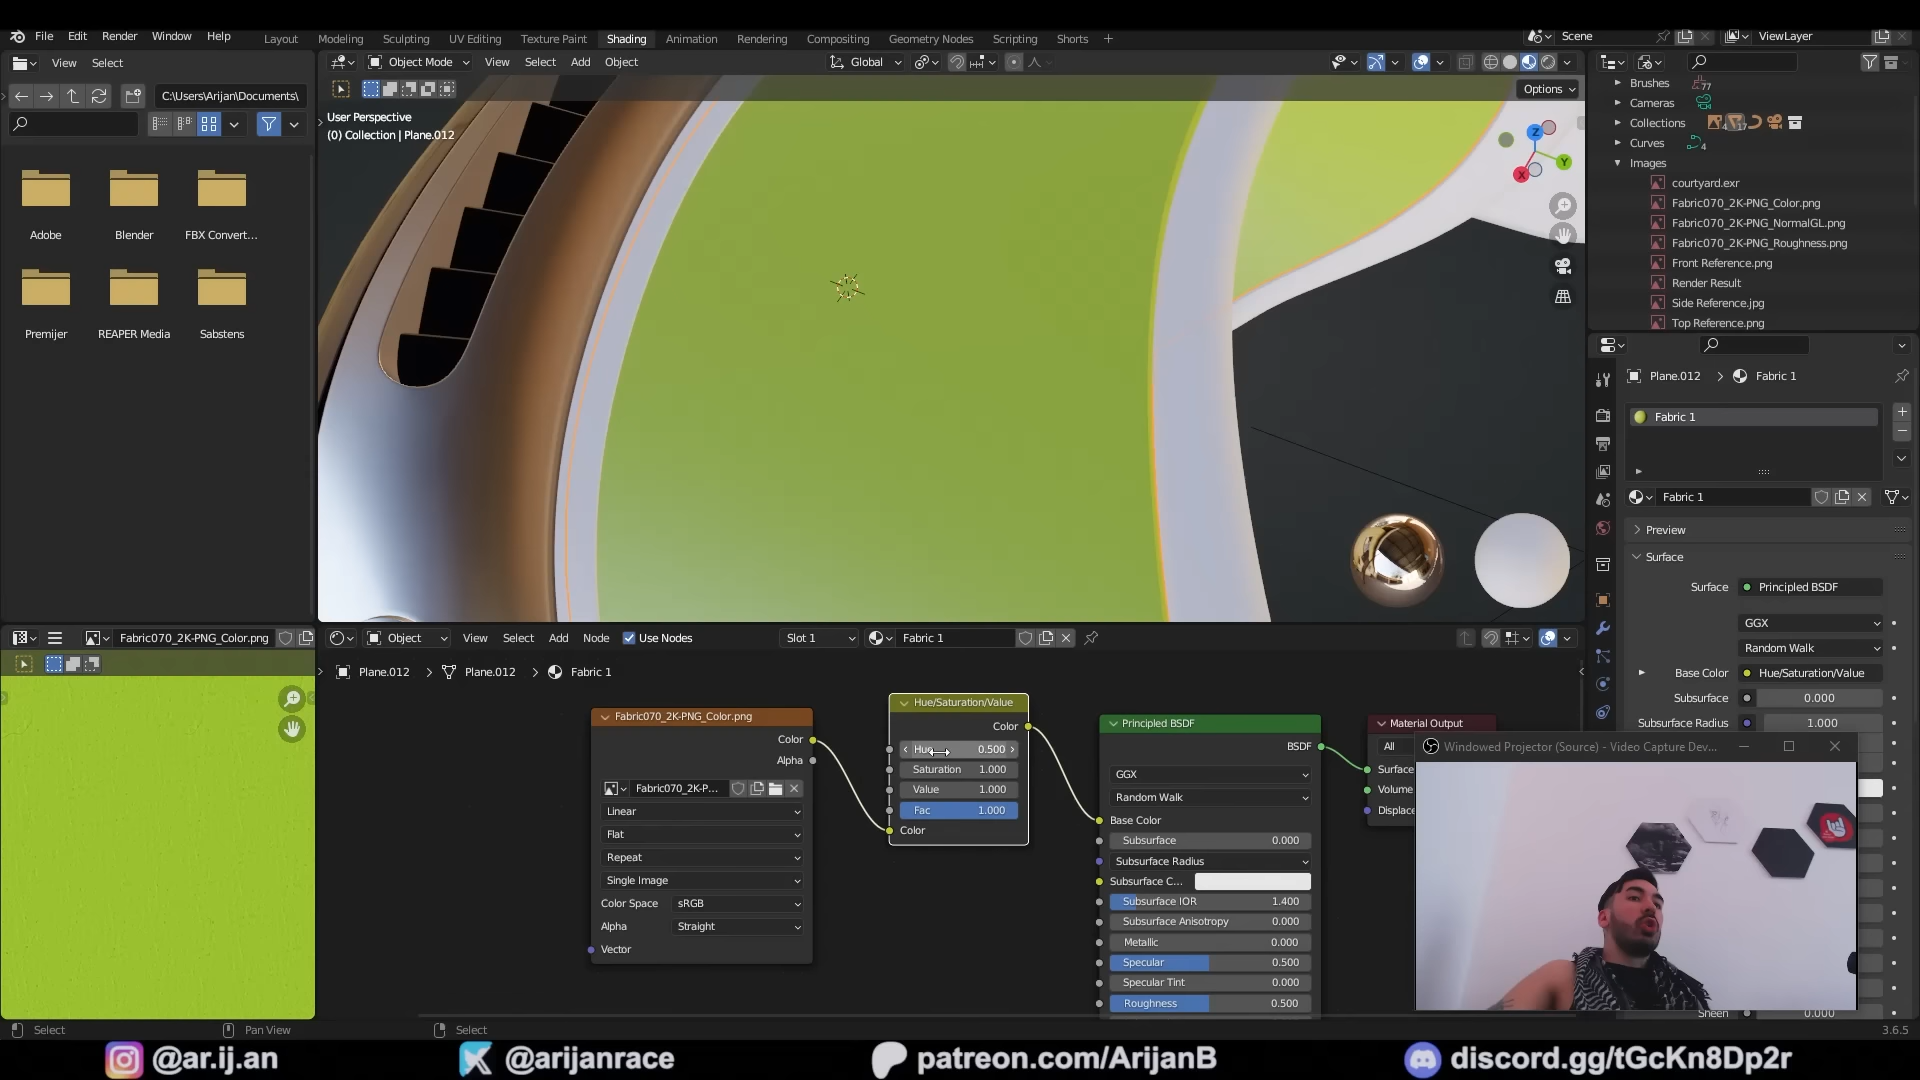 File Edit Render Window Help Layout Modeling Sculpting UV Editing Texture Paint Shading Animation Rendering Compositing Geometry Nodes Scripting Shorts + Scene ViewLayer
View Select Object Mode View Select Add Object Global
C:\Users\Arijan\Documents\ Options
User Perspective
(0) Collection | Plane.012
Z
Y
X
Adobe Blender FBX Convert...
Premijer REAPER Media Sabstens
Brushes 77
Cameras
Collections 17
Curves 4
Images
courtyard.exr
Fabric070_2K-PNG_Color.png
Fabric070_2K-PNG_NormalGL.png
Fabric070_2K-PNG_Roughness.png
Front Reference.png
Render Result
Side Reference.jpg
Top Reference.png
Plane.012 > Fabric 1
Fabric 1
Fabric 1
Preview
Surface
Surface Principled BSDF
GGX
Random Walk
Base Color Hue/Saturation/Value
Subsurface 0.000
Subsurface Radius 1.000
Sheen 0.000
Fabric070_2K-PNG_Color.png
Object View Select Add Node Use Nodes Slot 1 Fabric 1
Plane.012 > Plane.012 > Fabric 1
Fabric070_2K-PNG_Color.png
Color
Alpha
Fabric070_2K-P...
Linear
Flat
Repeat
Single Image
Color Space sRGB
Alpha Straight
Vector
Hue/Saturation/Value
Color
Hu 0.500
Saturation 1.000
Value 1.000
Fac 1.000
Color
Principled BSDF
BSDF
GGX
Random Walk
Base Color
Subsurface 0.000
Subsurface Radius
Subsurface C...
Subsurface IOR 1.400
Subsurface Anisotropy 0.000
Metallic 0.000
Specular 0.500
Specular Tint 0.000
Roughness 0.500
Material Output
All
Surface
Volume
Displac
Windowed Projector (Source) - Video Capture Dev...
Select Pan View Select 3.6.5
@ar.ij.an @arijanrace patreon.com/ArijanB discord.gg/tGcKn8Dp2r